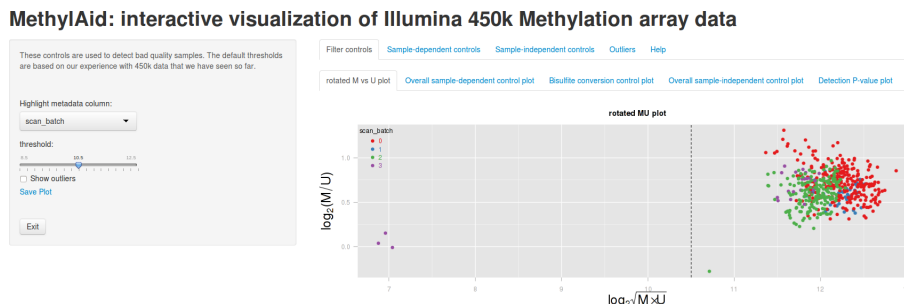 MethylAid: interactive visualization of Illumina 450k Methylation array data
These controls are used to detect bad quality samples. The default thresholds
are based on our experience with 450k data that we have seen so far.
Highlight metadata column:
scan_batch
threshold:
10.5
Show outliers
Save Plot
Exit
Filter controls Sample-dependent controls Sample-independent controls Outliers Help
rotated M vs U plot Overall sample-dependent control plot Bisulfite conversion control plot Overall sample-independent control plot Detection P-value plot
rotated MU plot
scan_batch
0
1
2
3
log2(M/U)
1.0
0.5
0.0
7 8 9 10 11 12
log2√M×U